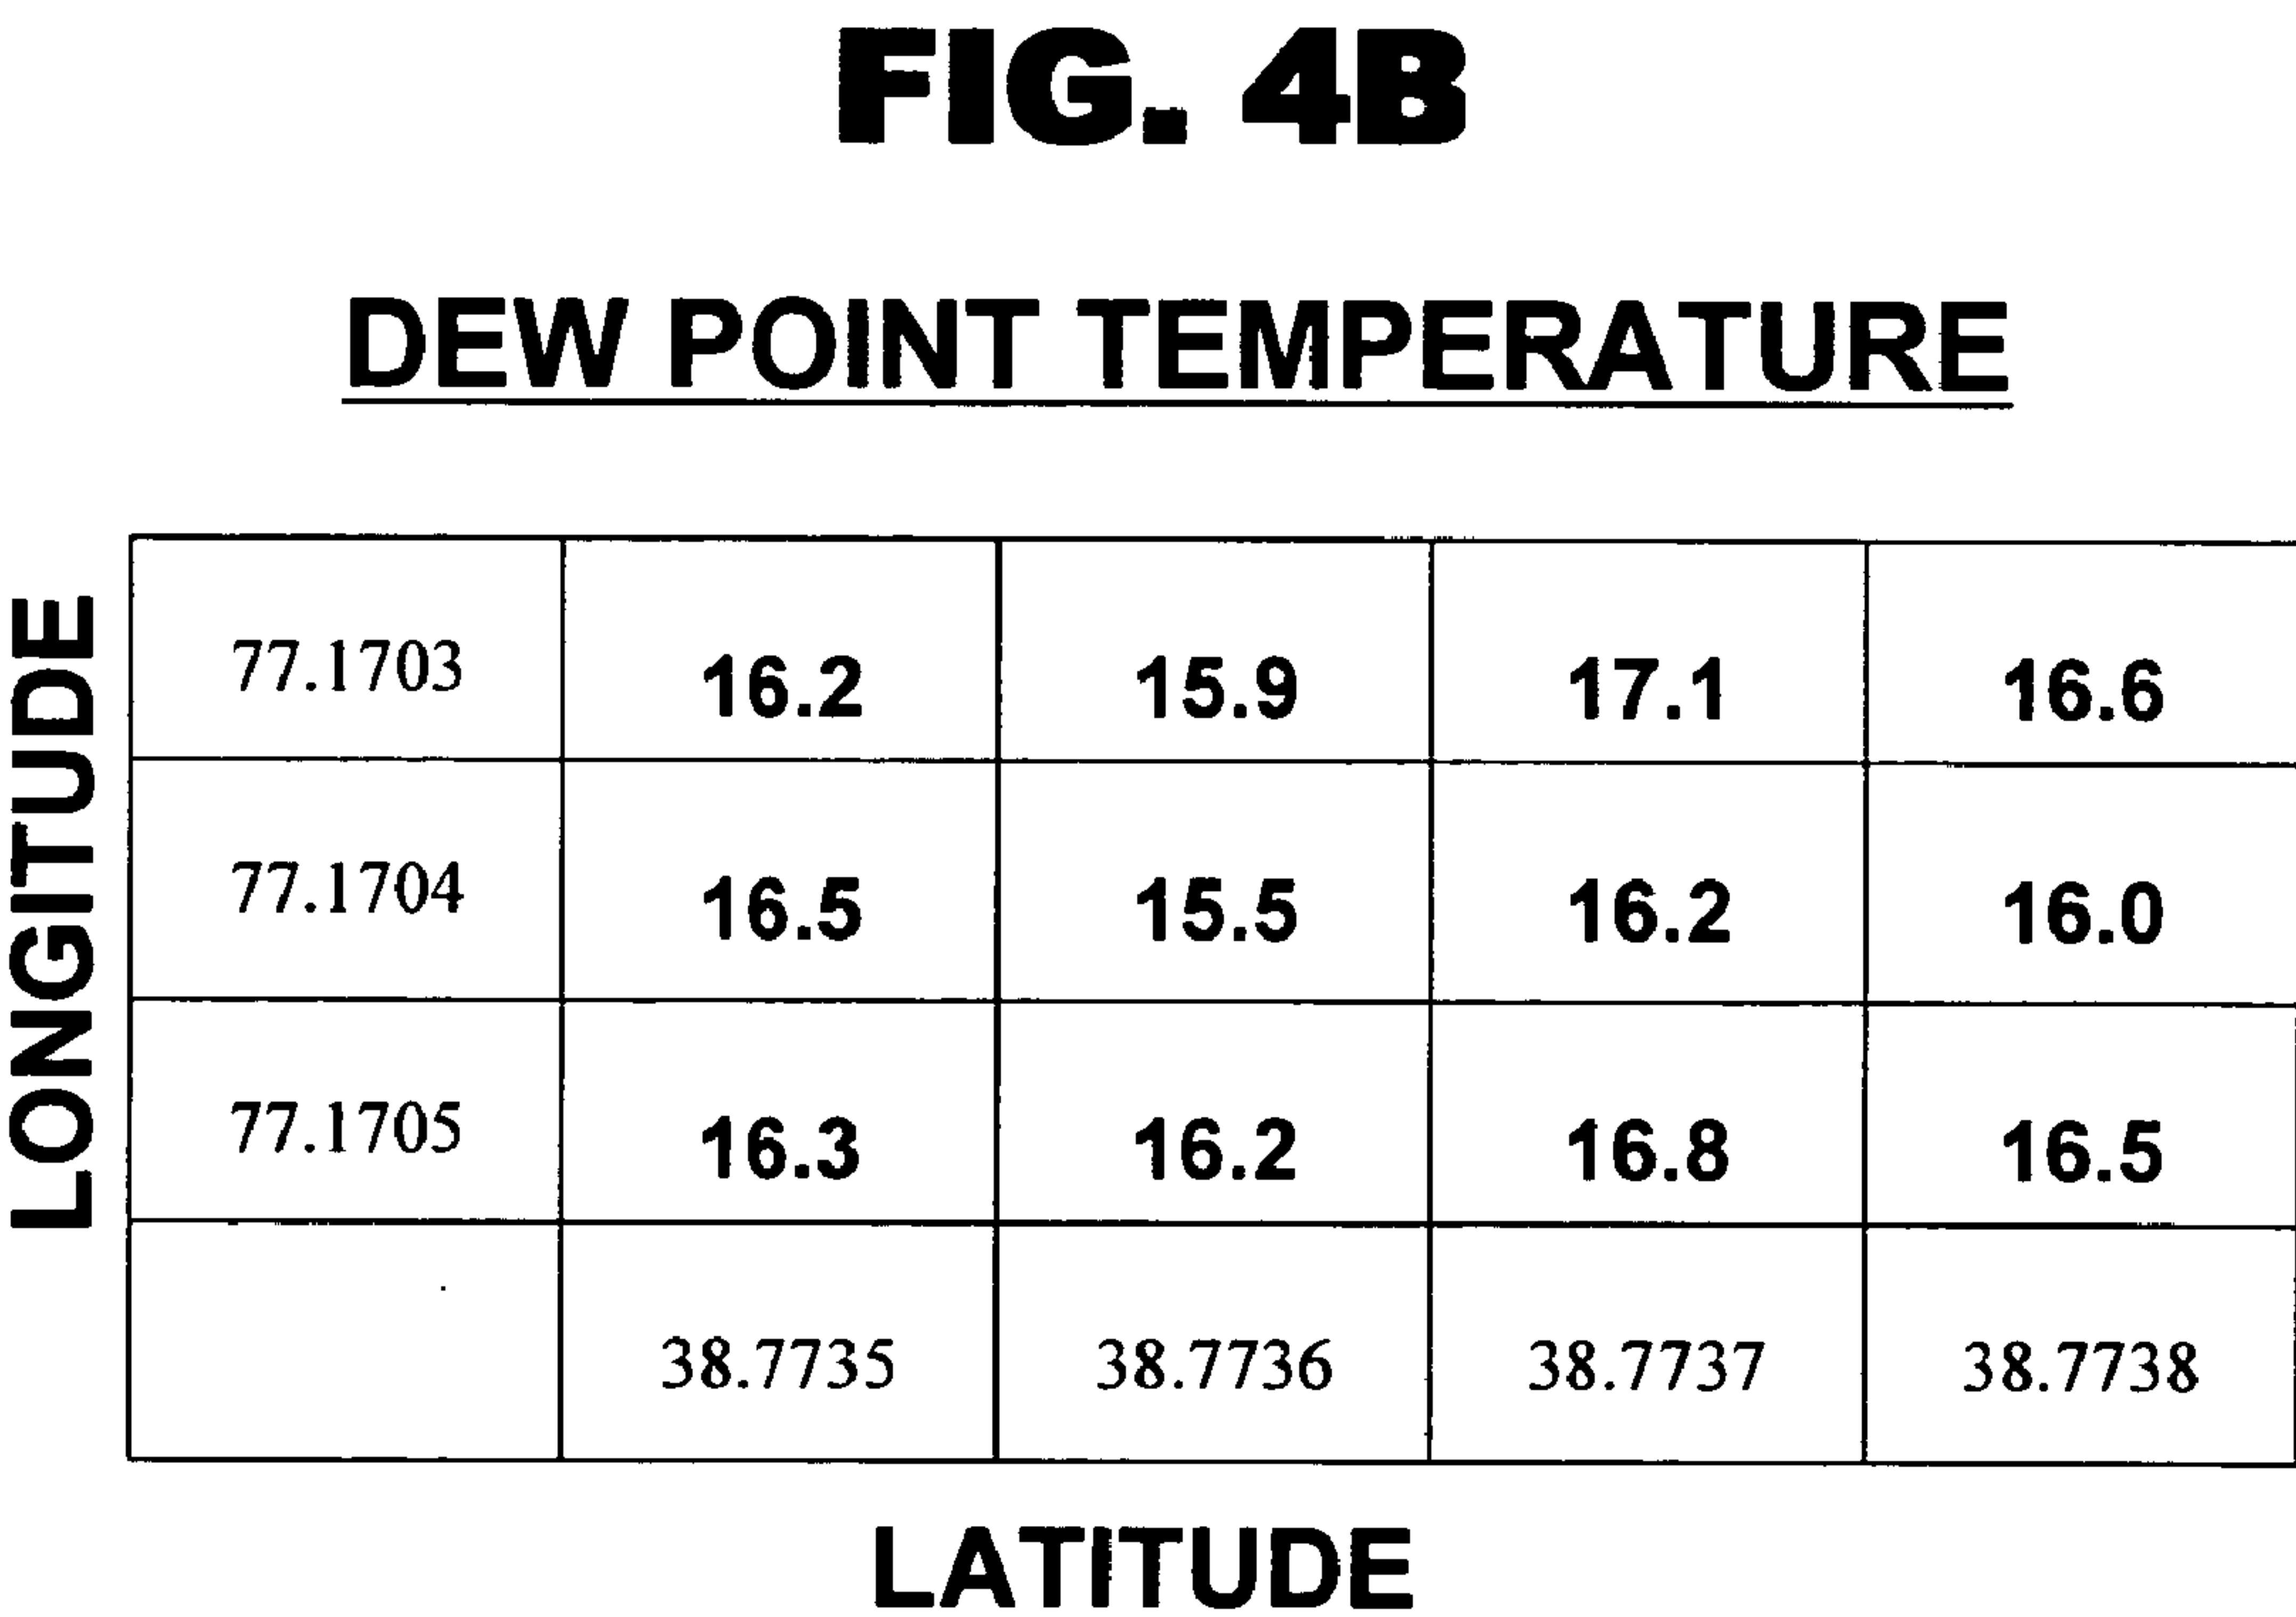 FIG. 4B
DEW POINT TEMPERATURE
LONGITUDE
77.1703 16.2 15.9 17.1 16.6
77.1704 16.5 15.5 16.2 16.0
77.1705 16.3 16.2 16.8 16.5
38.7735 38.7736 38.7737 38.7738
LATITUDE